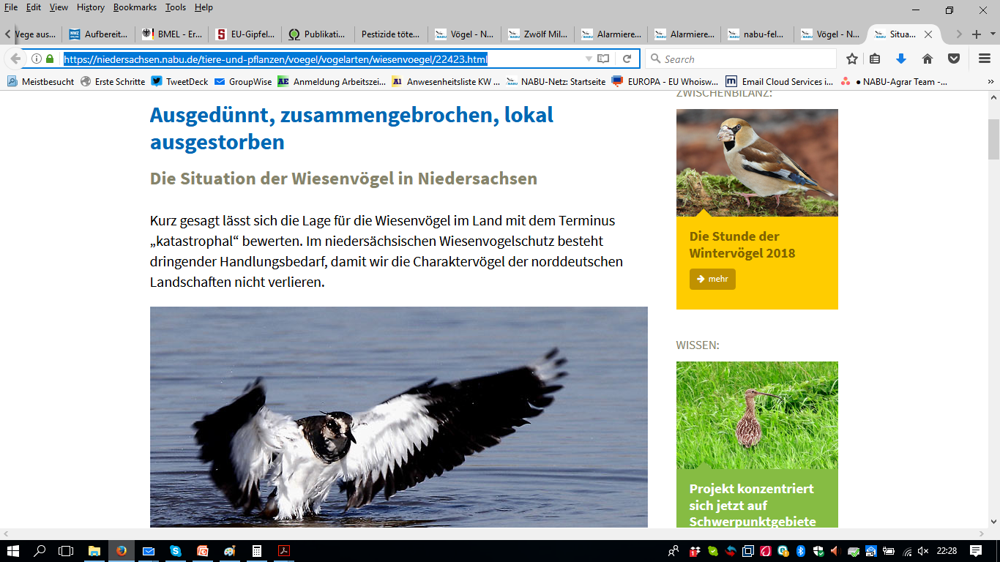 File Edit View History Bookmarks Tools Help
Wege aus...
NWZ ONLINE Aufbereit...
BMEL - Er...
S EU-Gipfel...
Publikati...
Pestizide töte...
Vögel - N...
Zwölf Mil...
Alarmiere...
Alarmiere...
nabu-fel...
Vögel - N...
Situa...
https://niedersachsen.nabu.de/tiere-und-pflanzen/voegel/vogelarten/wiesenvoegel/22423.html
Search
Meistbesucht
Erste Schritte
TweetDeck
GroupWise
AE Anmeldung Arbeitszei...
A1 Anwesenheitsliste KW ...
NABU-Netz: Startseite
EUROPA - EU Whoisw...
m Email Cloud Services i...
● NABU-Agrar Team -...
Ausgedünnt, zusammengebrochen, lokal
ausgestorben
Die Situation der Wiesenvögel in Niedersachsen
Kurz gesagt lässt sich die Lage für die Wiesenvögel im Land mit dem Terminus
„katastrophal“ bewerten. Im niedersächsischen Wiesenvogelschutz besteht
dringender Handlungsbedarf, damit wir die Charaktervögel der norddeutschen
Landschaften nicht verlieren.
ZWISCHENBILANZ:
Die Stunde der
Wintervögel 2018
mehr
WISSEN:
Projekt konzentriert
sich jetzt auf
Schwerpunktgebiete
22:28